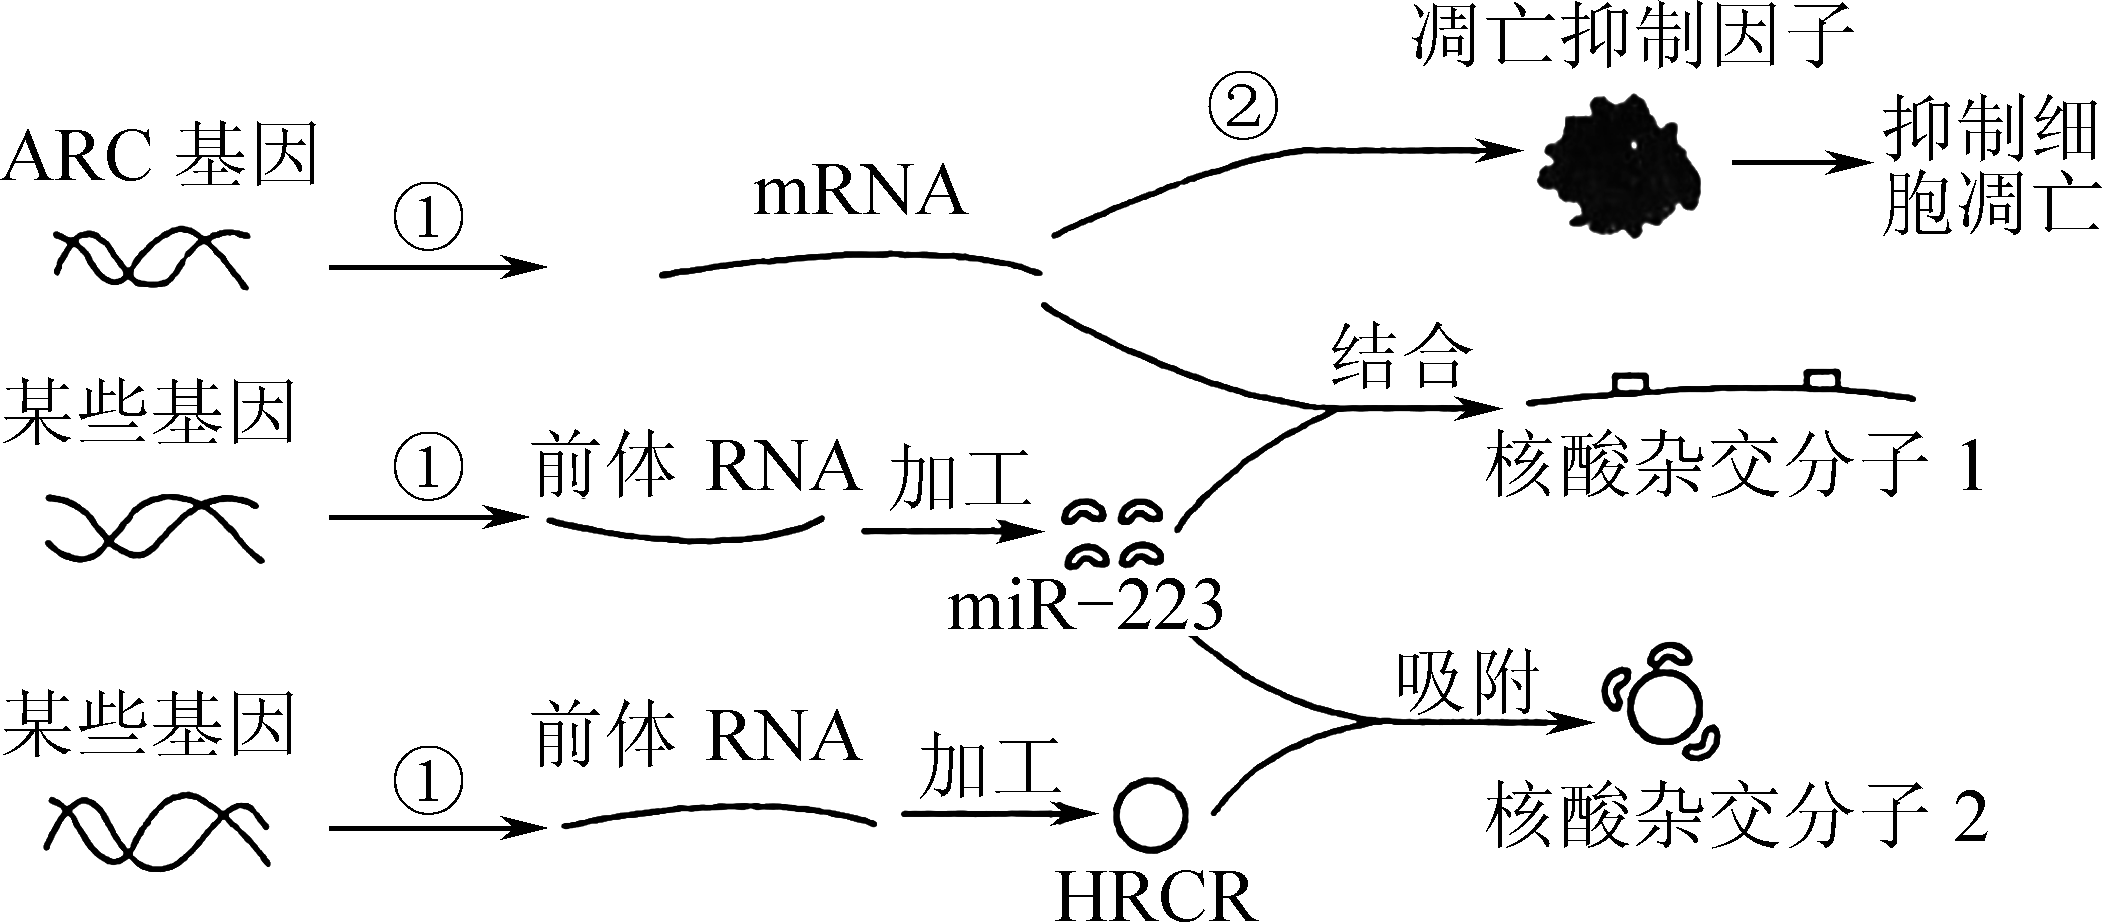 凋亡抑制因子
②
抑制细
胞凋亡
ARC 基因
①
mRNA
结合
核酸杂交分子 1
某些基因
①
前体 RNA
加工
miR-223
吸附
核酸杂交分子 2
某些基因
①
前体 RNA
加工
HRCR